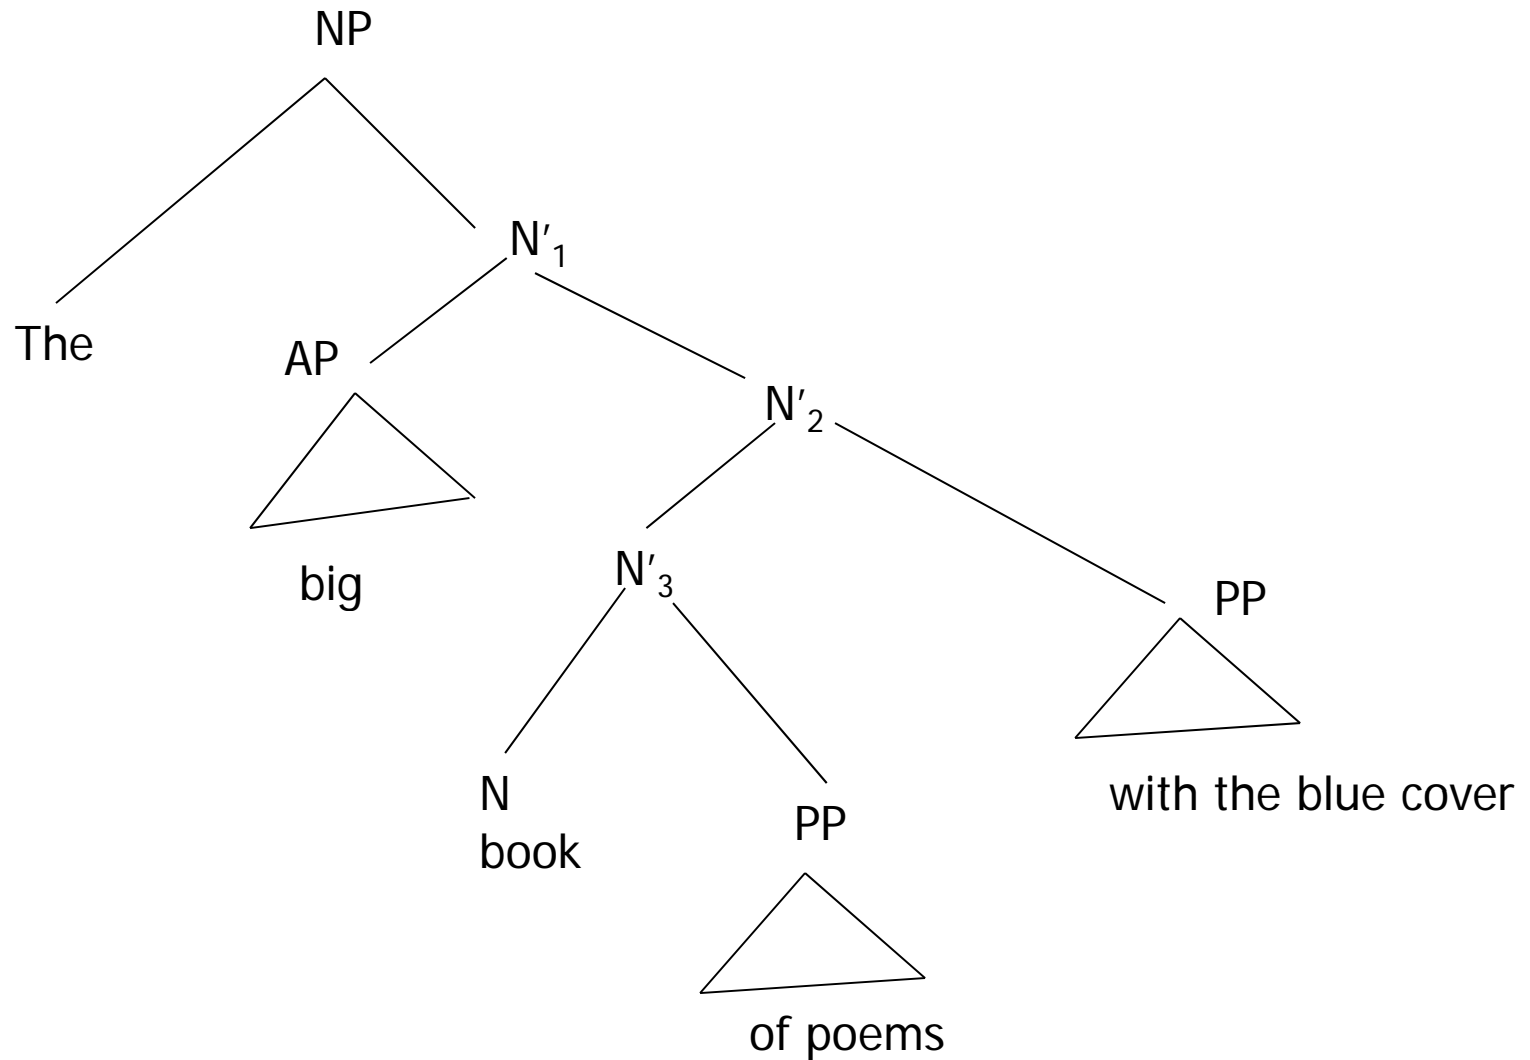 NP
N′₁
The
AP
N′₂
big
N′₃
PP
N
book
PP
with the blue cover
of poems